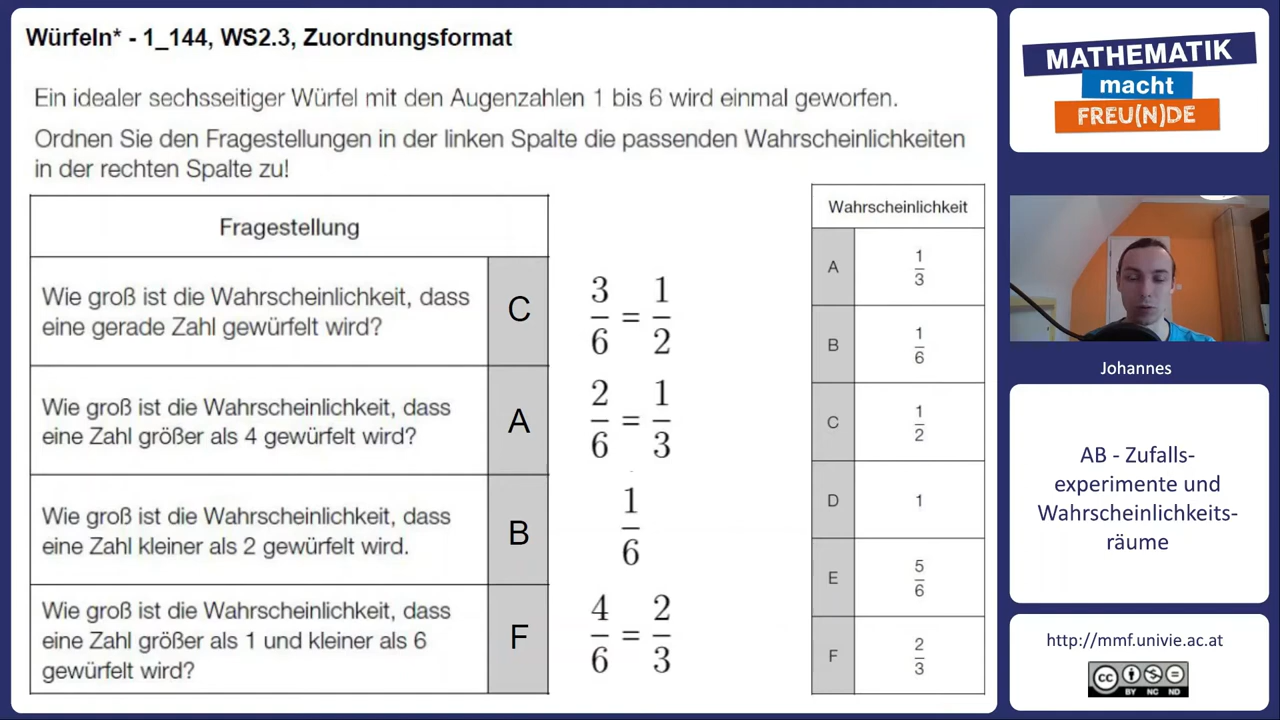 Würfeln* - 1_144, WS2.3, Zuordnungsformat
Ein idealer sechsseitiger Würfel mit den Augenzahlen 1 bis 6 wird einmal geworfen.
Ordnen Sie den Fragestellungen in der linken Spalte die passenden Wahrscheinlichkeiten
in der rechten Spalte zu!
Fragestellung
Wie groß ist die Wahrscheinlichkeit, dass
eine gerade Zahl gewürfelt wird?
C
3/6 = 1/2
Wie groß ist die Wahrscheinlichkeit, dass
eine Zahl größer als 4 gewürfelt wird?
A
2/6 = 1/3
Wie groß ist die Wahrscheinlichkeit, dass
eine Zahl kleiner als 2 gewürfelt wird.
B
1/6
Wie groß ist die Wahrscheinlichkeit, dass
eine Zahl größer als 1 und kleiner als 6
gewürfelt wird?
F
4/6 = 2/3
Wahrscheinlichkeit
A 1/3
B 1/6
C 1/2
D 1
E 5/6
F 2/3
MATHEMATIK
macht
FREU(N)DE
Johannes
AB - Zufalls-
experimente und
Wahrscheinlichkeits-
räume
http://mmf.univie.ac.at
cc
BY NC ND